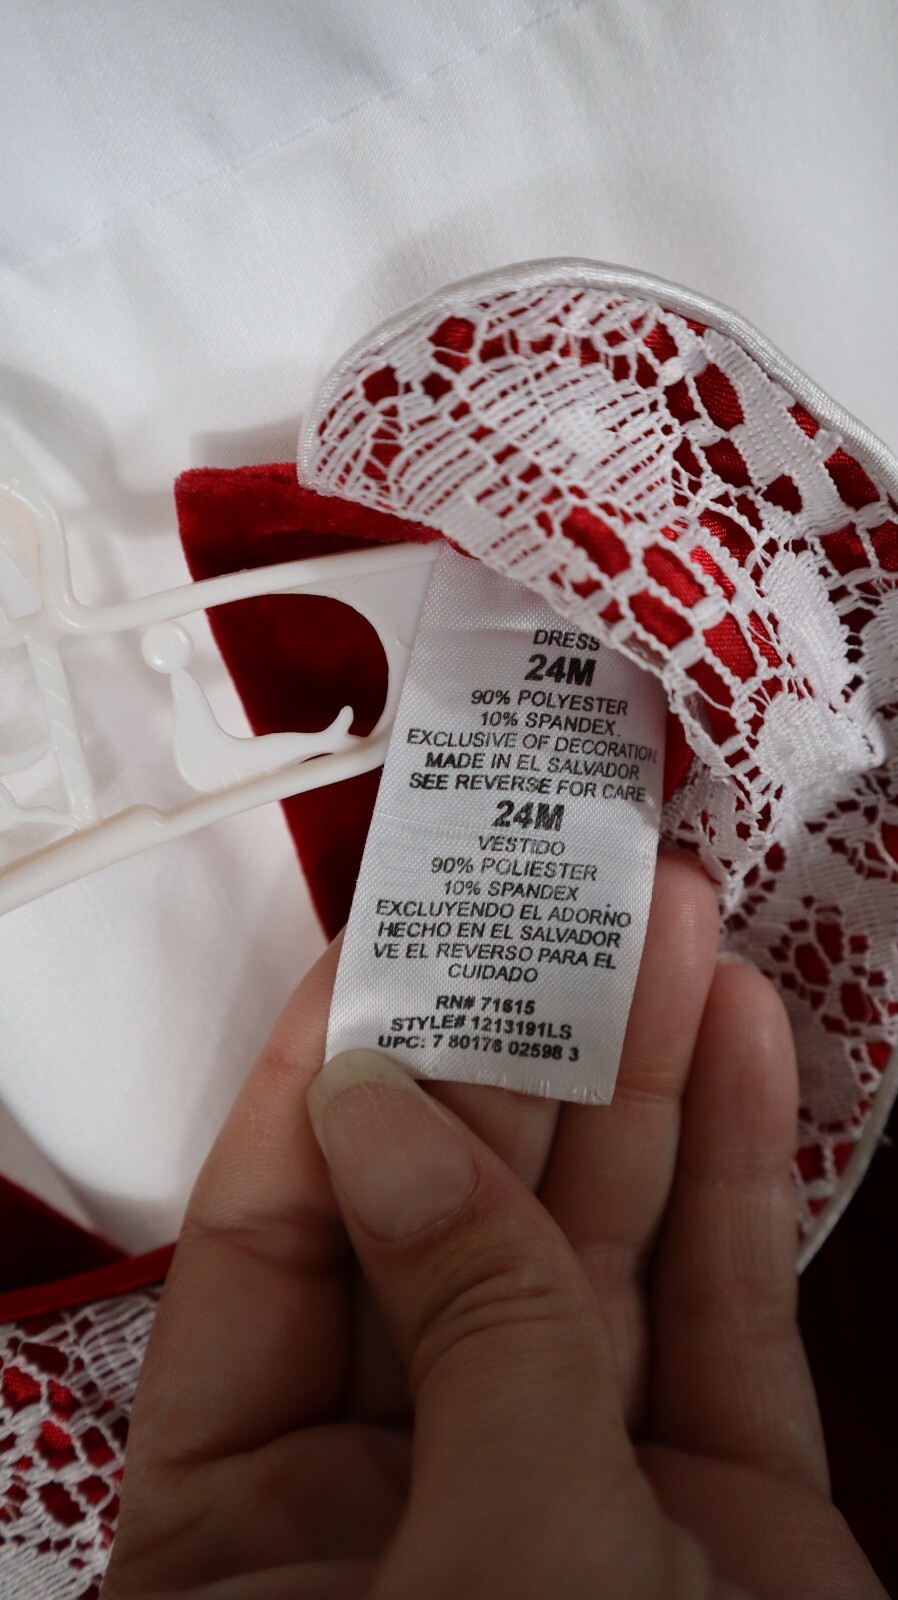 DRESS
24M
90% POLYESTER
10% SPANDEX.
EXCLUSIVE OF DECORATION
MADE IN EL SALVADOR
SEE REVERSE FOR CARE
24M
VESTIDO
90% POLIESTER
10% SPANDEX
EXCLUYENDO EL ADORNO
HECHO EN EL SALVADOR
VE EL REVERSO PARA EL
CUIDADO
RN# 71615
STYLE# 1213191LS
UPC: 7 80176 02598 3